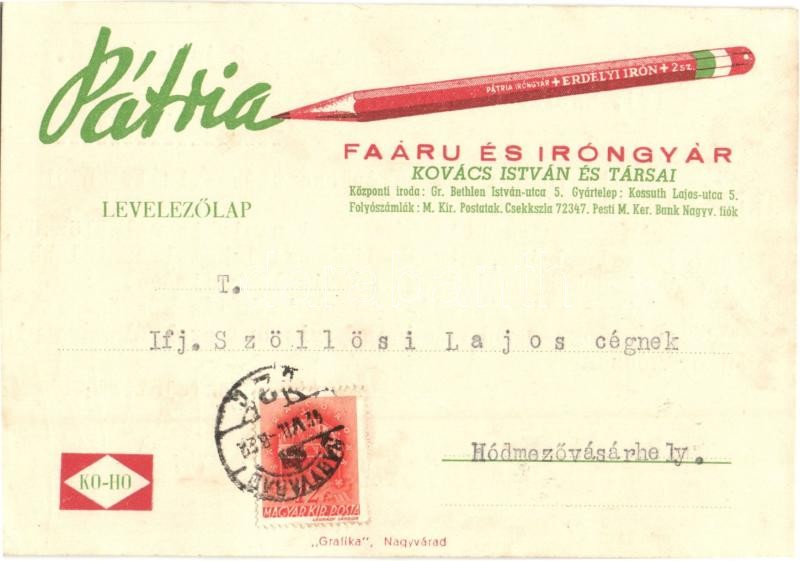 Pátria
PÁTRIA IRÓNGYÁR + ERDÉLYI IRÓN + 2 sz.
FAÁRU ÉS IRÓNGYÁR
KOVÁCS ISTVÁN ÉS TÁRSAI
Központi iroda: Gr. Bethlen István-utca 5. Gyártelep: Kossuth Lajos-utca 5.
Folyószámlák: M. Kir. Postatak. Csekkszla 72347. Pesti M. Ker. Bank Nagyv. fiók
LEVELEZŐLAP
T.
Ifj. Szöllösi Lajos cégnek
Hódmezővásárhely.
NAGYVÁRAD
MAGYAR KIR. POSTA
KO-HO
„Grafika", Nagyvárad